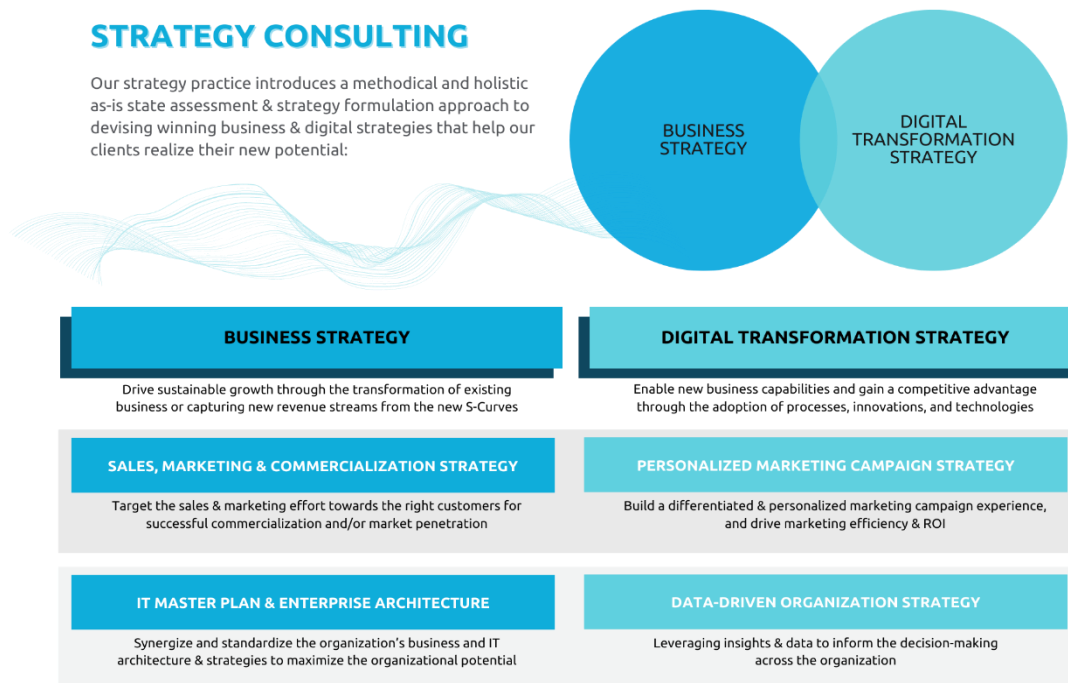 STRATEGY CONSULTING
Our strategy practice introduces a methodical and holistic
as-is state assessment & strategy formulation approach to
devising winning business & digital strategies that help our
clients realize their new potential:
BUSINESS
STRATEGY
DIGITAL
TRANSFORMATION
STRATEGY
BUSINESS STRATEGY
Drive sustainable growth through the transformation of existing
business or capturing new revenue streams from the new S-Curves
DIGITAL TRANSFORMATION STRATEGY
Enable new business capabilities and gain a competitive advantage
through the adoption of processes, innovations, and technologies
SALES, MARKETING & COMMERCIALIZATION STRATEGY
Target the sales & marketing effort towards the right customers for
successful commercialization and/or market penetration
PERSONALIZED MARKETING CAMPAIGN STRATEGY
Build a differentiated & personalized marketing campaign experience,
and drive marketing efficiency & ROI
IT MASTER PLAN & ENTERPRISE ARCHITECTURE
Synergize and standardize the organization's business and IT
architecture & strategies to maximize the organizational potential
DATA-DRIVEN ORGANIZATION STRATEGY
Leveraging insights & data to inform the decision-making
across the organization